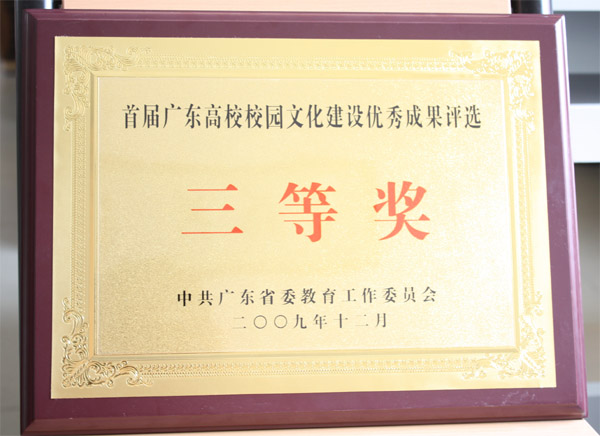 首届广东高校校园文化建设优秀成果评选
三等奖
中共广东省委教育工作委员会
二〇〇九年十二月